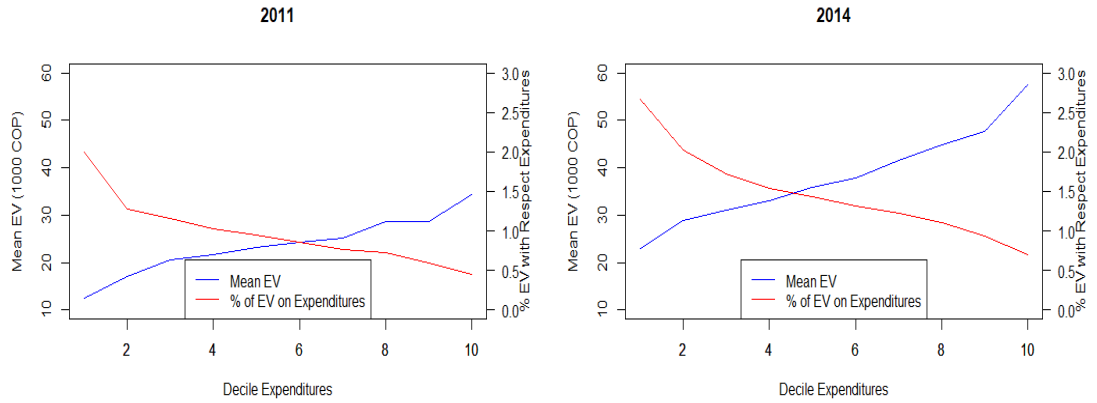 2011
Mean EV (1000 COP)
60
50
40
30
20
10
3.0
2.5
2.0
1.5
1.0
0.5
0.0
% EV with Respect Expenditures
Mean EV
% of EV on Expenditures
2 4 6 8 10
Decile Expenditures
2014
Mean EV (1000 COP)
60
50
40
30
20
10
3.0
2.5
2.0
1.5
1.0
0.5
0.0
% EV with Respect Expenditures
Mean EV
% of EV on Expenditures
2 4 6 8 10
Decile Expenditures